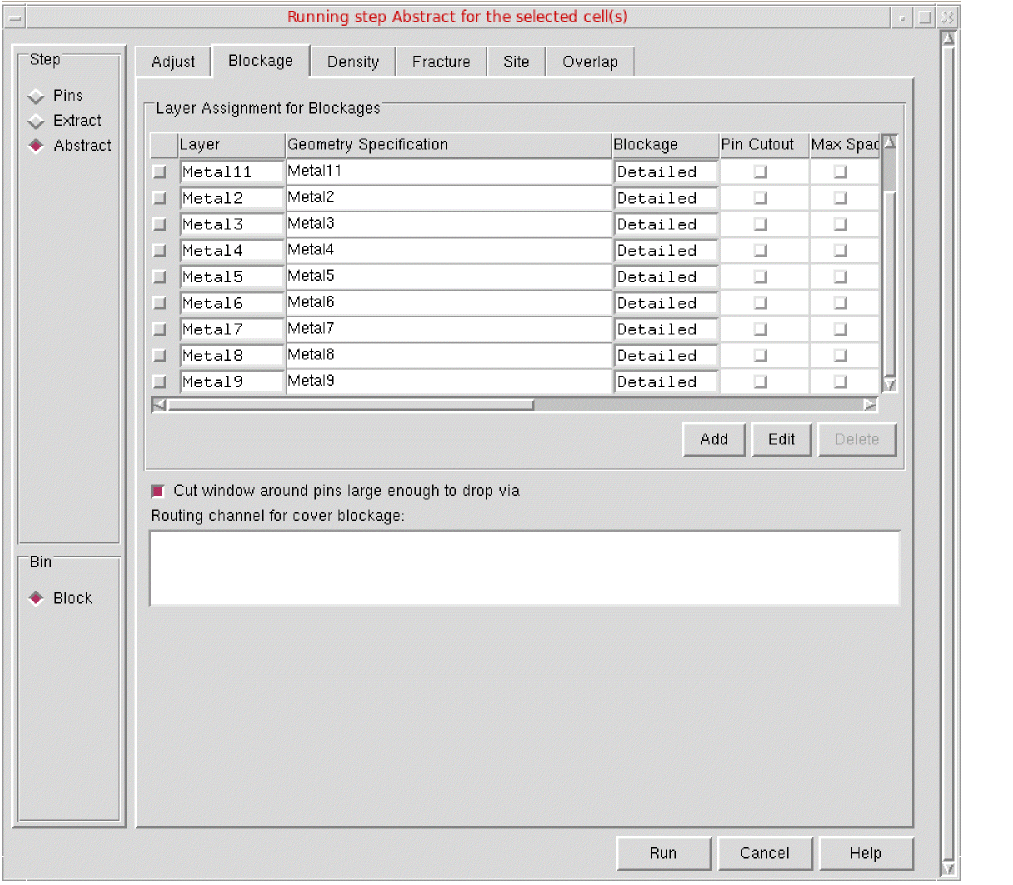 Running step Abstract for the selected cell(s)
Step
Pins
Extract
Abstract
Adjust Blockage Density Fracture Site Overlap
Layer Assignment for Blockages
Layer Geometry Specification Blockage Pin Cutout Max Spac
Metal11 Metal11 Detailed
Metal2 Metal2 Detailed
Metal3 Metal3 Detailed
Metal4 Metal4 Detailed
Metal5 Metal5 Detailed
Metal6 Metal6 Detailed
Metal7 Metal7 Detailed
Metal8 Metal8 Detailed
Metal9 Metal9 Detailed
Add Edit Delete
Cut window around pins large enough to drop via
Routing channel for cover blockage:
Bin
Block
Run Cancel Help